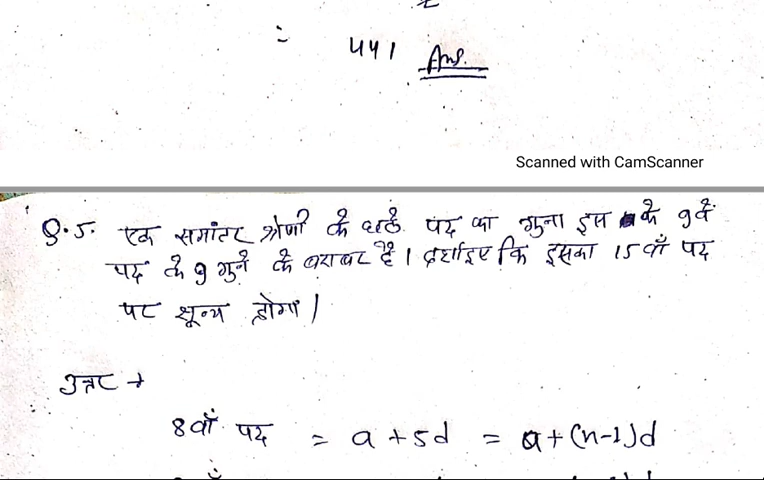 = 441 Ans.
Scanned with CamScanner
Q.5. एक समांतर श्रेणी के छठे पद का गुना इस के 9वें
पद के 9 गुने के बराबर है। दर्शाइए कि इसका 15वाँ पद
पर शून्य होगा।
उत्तर →
8वाँ पद = a + 5d = a + (n-1)d